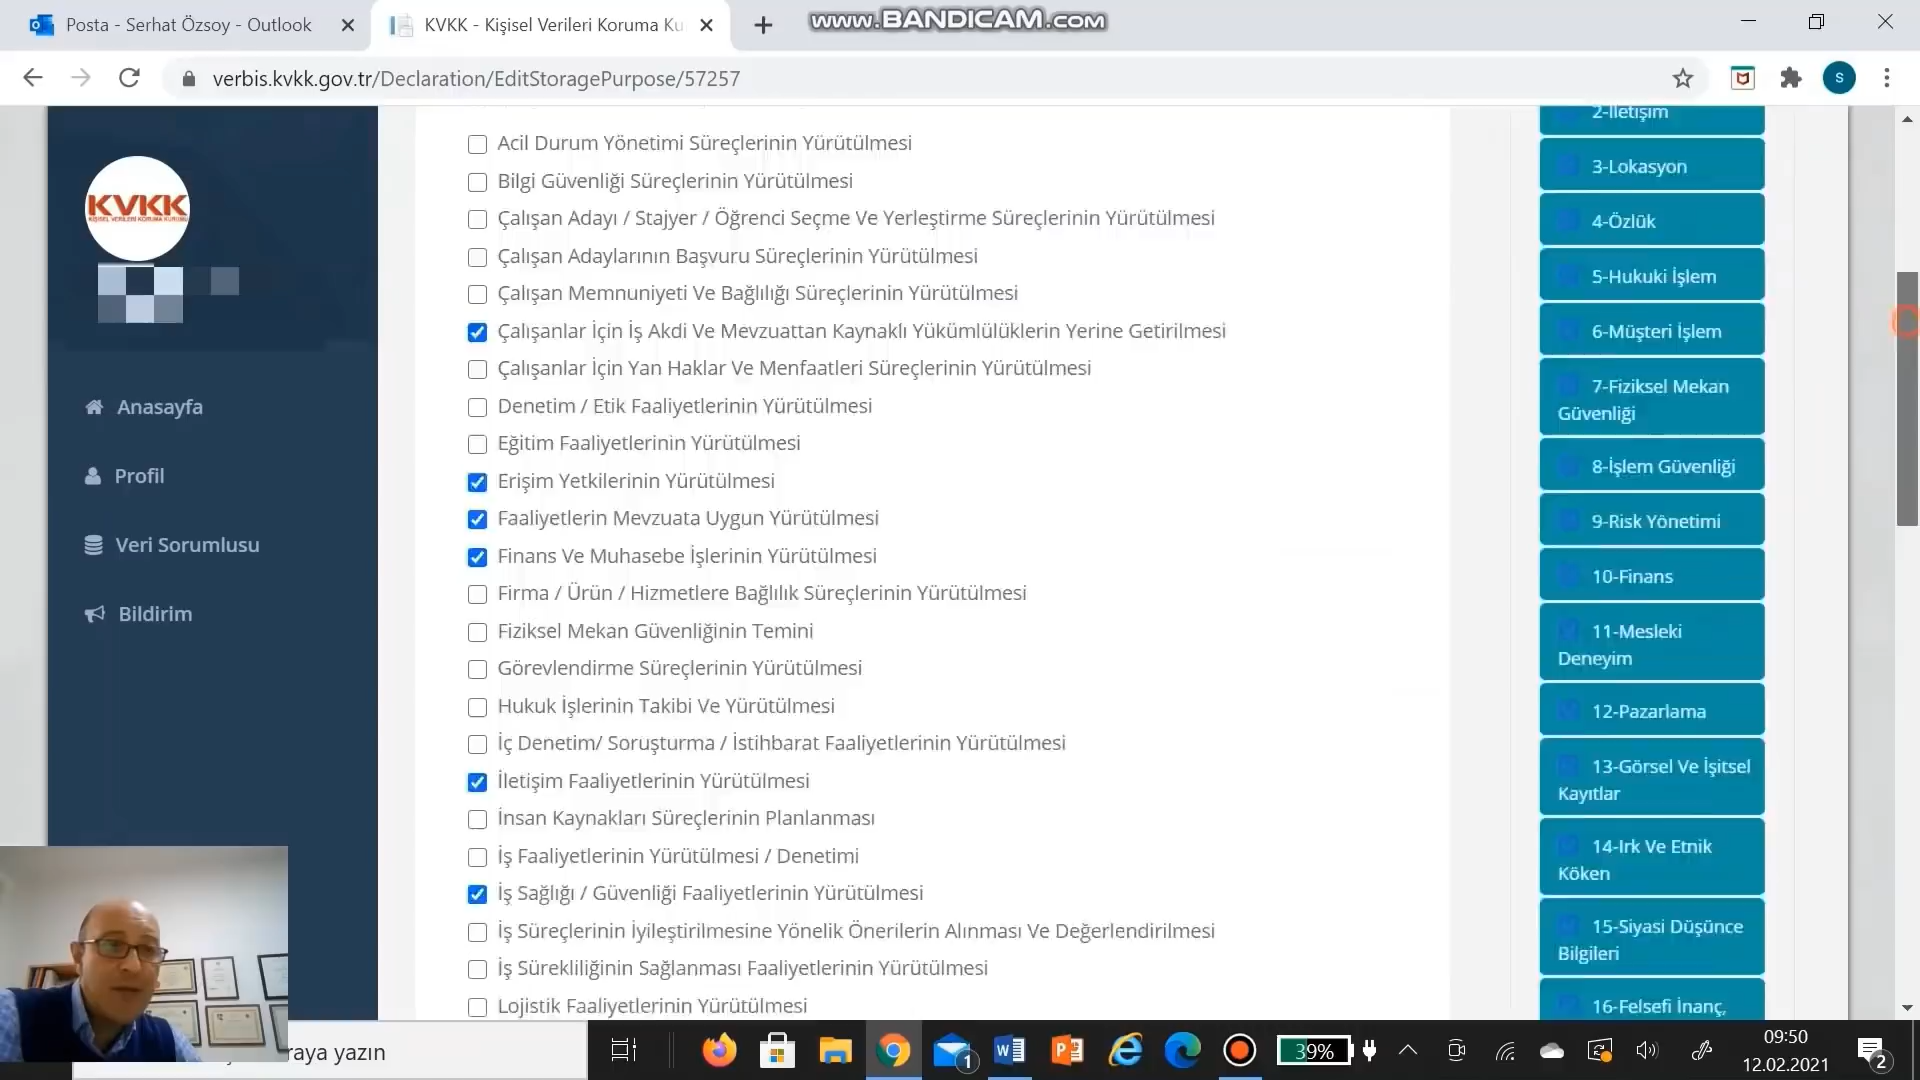 Posta - Serhat Özsoy - Outlook
KVKK - Kişisel Verileri Koruma Ku
www.BANDICAM.com
verbis.kvkk.gov.tr/Declaration/EditStoragePurpose/57257
S
KVKK
KİŞİSEL VERİLERİ KORUMA KURUMU
Anasayfa
Profil
Veri Sorumlusu
Bildirim
Acil Durum Yönetimi Süreçlerinin Yürütülmesi
Bilgi Güvenliği Süreçlerinin Yürütülmesi
Çalışan Adayı / Stajyer / Öğrenci Seçme Ve Yerleştirme Süreçlerinin Yürütülmesi
Çalışan Adaylarının Başvuru Süreçlerinin Yürütülmesi
Çalışan Memnuniyeti Ve Bağlılığı Süreçlerinin Yürütülmesi
Çalışanlar İçin İş Akdi Ve Mevzuattan Kaynaklı Yükümlülüklerin Yerine Getirilmesi
Çalışanlar İçin Yan Haklar Ve Menfaatleri Süreçlerinin Yürütülmesi
Denetim / Etik Faaliyetlerinin Yürütülmesi
Eğitim Faaliyetlerinin Yürütülmesi
Erişim Yetkilerinin Yürütülmesi
Faaliyetlerin Mevzuata Uygun Yürütülmesi
Finans Ve Muhasebe İşlerinin Yürütülmesi
Firma / Ürün / Hizmetlere Bağlılık Süreçlerinin Yürütülmesi
Fiziksel Mekan Güvenliğinin Temini
Görevlendirme Süreçlerinin Yürütülmesi
Hukuk İşlerinin Takibi Ve Yürütülmesi
İç Denetim/ Soruşturma / İstihbarat Faaliyetlerinin Yürütülmesi
İletişim Faaliyetlerinin Yürütülmesi
İnsan Kaynakları Süreçlerinin Planlanması
İş Faaliyetlerinin Yürütülmesi / Denetimi
İş Sağlığı / Güvenliği Faaliyetlerinin Yürütülmesi
İş Süreçlerinin İyileştirilmesine Yönelik Önerilerin Alınması Ve Değerlendirilmesi
İş Sürekliliğinin Sağlanması Faaliyetlerinin Yürütülmesi
Lojistik Faaliyetlerinin Yürütülmesi
2-İletişim
3-Lokasyon
4-Özlük
5-Hukuki İşlem
6-Müşteri İşlem
7-Fiziksel Mekan
Güvenliği
8-İşlem Güvenliği
9-Risk Yönetimi
10-Finans
11-Mesleki
Deneyim
12-Pazarlama
13-Görsel Ve İşitsel
Kayıtlar
14-Irk Ve Etnik
Köken
15-Siyasi Düşünce
Bilgileri
16-Felsefi İnanç,
raya yazın
1
39%
09:50
12.02.2021
2